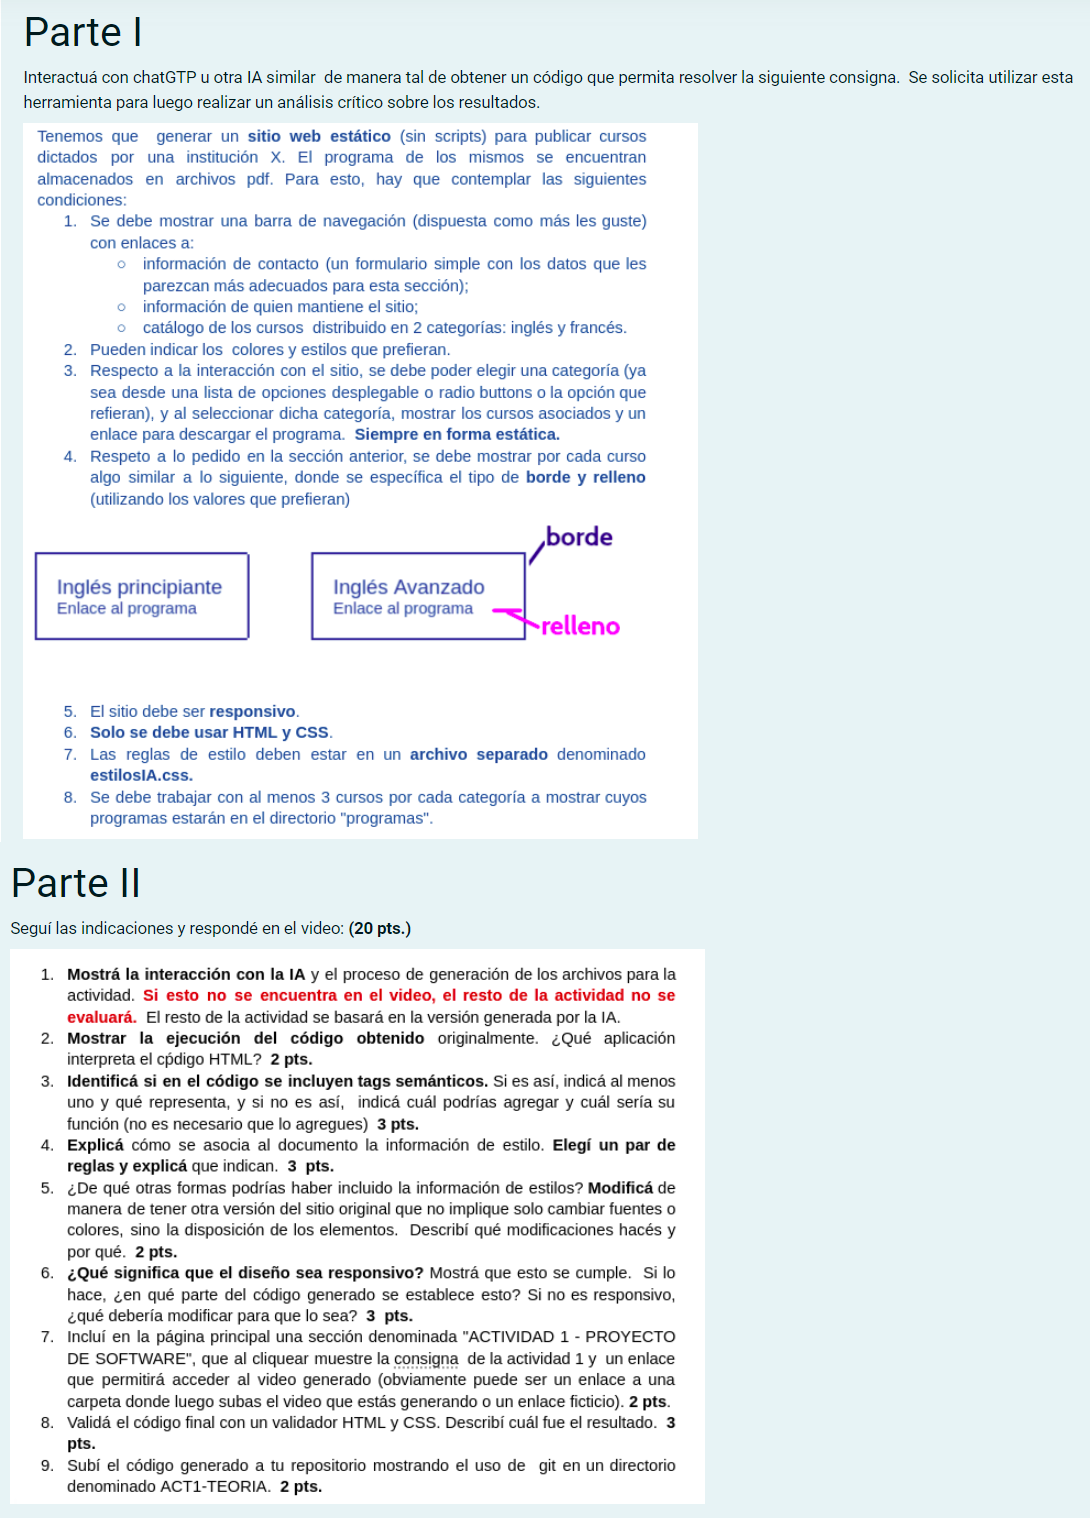 Parte I
Interactuá con chatGTP u otra IA similar de manera tal de obtener un código que permita resolver la siguiente consigna. Se solicita utilizar esta
herramienta para luego realizar un análisis crítico sobre los resultados.
Tenemos que generar un sitio web estático (sin scripts) para publicar cursos
dictados por una institución X. El programa de los mismos se encuentran
almacenados en archivos pdf. Para esto, hay que contemplar las siguientes
condiciones:
1. Se debe mostrar una barra de navegación (dispuesta como más les guste)
con enlaces a:
○ información de contacto (un formulario simple con los datos que les
parezcan más adecuados para esta sección);
○ información de quien mantiene el sitio;
○ catálogo de los cursos distribuido en 2 categorías: inglés y francés.
2. Pueden indicar los colores y estilos que prefieran.
3. Respecto a la interacción con el sitio, se debe poder elegir una categoría (ya
sea desde una lista de opciones desplegable o radio buttons o la opción que
refieran), y al seleccionar dicha categoría, mostrar los cursos asociados y un
enlace para descargar el programa. Siempre en forma estática.
4. Respeto a lo pedido en la sección anterior, se debe mostrar por cada curso
algo similar a lo siguiente, donde se específica el tipo de borde y relleno
(utilizando los valores que prefieran)
borde
Inglés principiante
Enlace al programa
Inglés Avanzado
Enlace al programa
relleno
5. El sitio debe ser responsivo.
6. Solo se debe usar HTML y CSS.
7. Las reglas de estilo deben estar en un archivo separado denominado
estilosIA.css.
8. Se debe trabajar con al menos 3 cursos por cada categoría a mostrar cuyos
programas estarán en el directorio "programas".
Parte II
Seguí las indicaciones y respondé en el video: (20 pts.)
1. Mostrá la interacción con la IA y el proceso de generación de los archivos para la
actividad. Si esto no se encuentra en el video, el resto de la actividad no se
evaluará. El resto de la actividad se basará en la versión generada por la IA.
2. Mostrar la ejecución del código obtenido originalmente. ¿Qué aplicación
interpreta el cṕdigo HTML? 2 pts.
3. Identificá si en el código se incluyen tags semánticos. Si es así, indicá al menos
uno y qué representa, y si no es así, indicá cuál podrías agregar y cuál sería su
función (no es necesario que lo agregues) 3 pts.
4. Explicá cómo se asocia al documento la información de estilo. Elegí un par de
reglas y explicá que indican. 3 pts.
5. ¿De qué otras formas podrías haber incluido la información de estilos? Modificá de
manera de tener otra versión del sitio original que no implique solo cambiar fuentes o
colores, sino la disposición de los elementos. Describí qué modificaciones hacés y
por qué. 2 pts.
6. ¿Qué significa que el diseño sea responsivo? Mostrá que esto se cumple. Si lo
hace, ¿en qué parte del código generado se establece esto? Si no es responsivo,
¿qué debería modificar para que lo sea? 3 pts.
7. Incluí en la página principal una sección denominada "ACTIVIDAD 1 - PROYECTO
DE SOFTWARE", que al cliquear muestre la consigna de la actividad 1 y un enlace
que permitirá acceder al video generado (obviamente puede ser un enlace a una
carpeta donde luego subas el video que estás generando o un enlace ficticio). 2 pts.
8. Validá el código final con un validador HTML y CSS. Describí cuál fue el resultado. 3
pts.
9. Subí el código generado a tu repositorio mostrando el uso de git en un directorio
denominado ACT1-TEORIA. 2 pts.